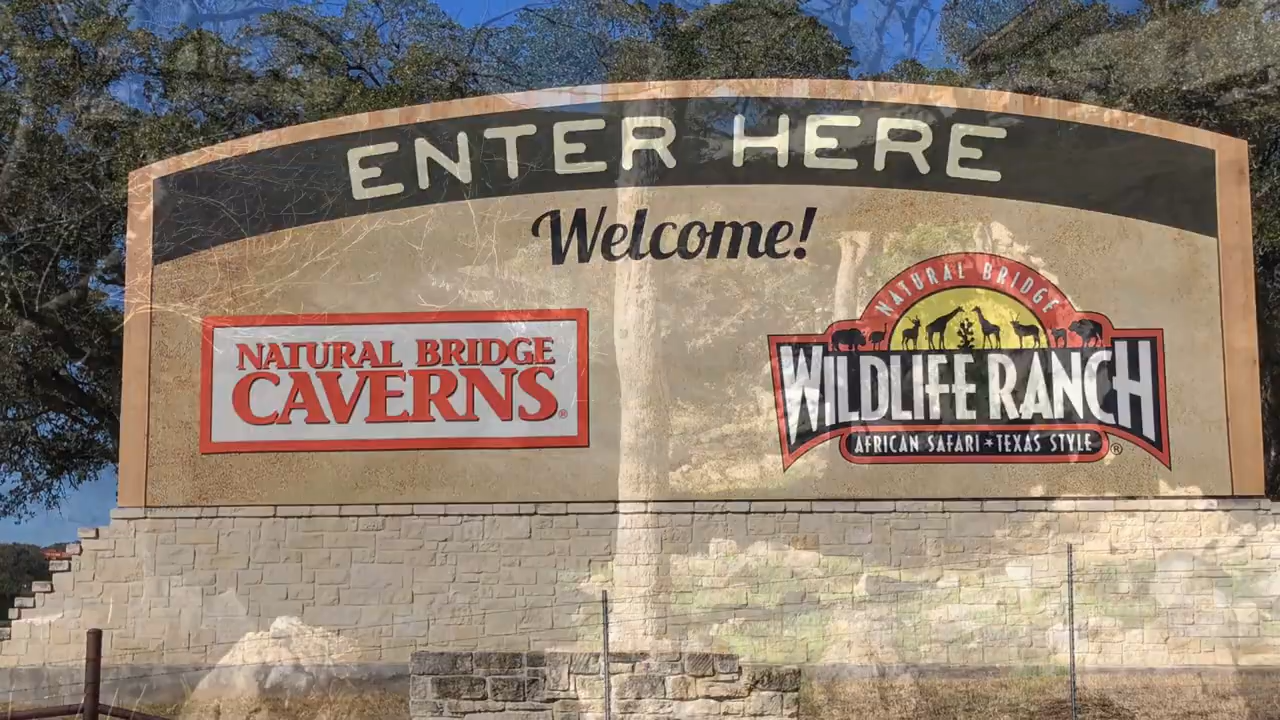 ENTER HERE
Welcome!
NATURAL BRIDGE
CAVERNS®
NATURAL BRIDGE
WILDLIFE RANCH
AFRICAN SAFARI * TEXAS STYLE ®